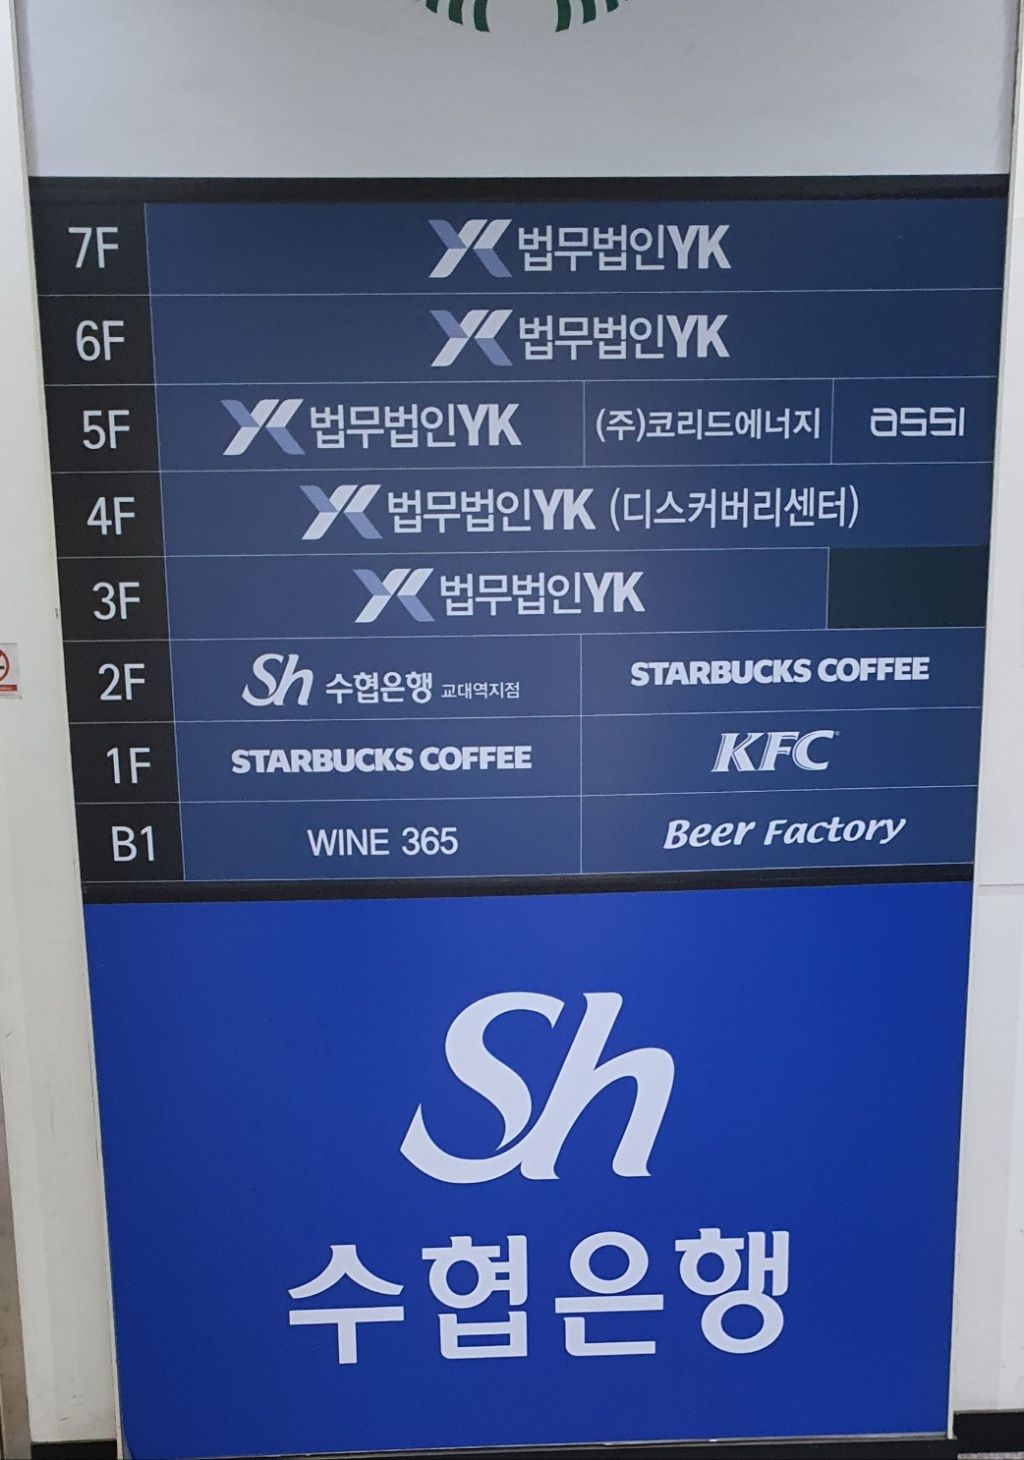 7F 법무법인YK
6F 법무법인YK
5F 법무법인YK (주)코리드에너지 assi
4F 법무법인YK (디스커버리센터)
3F 법무법인YK
2F Sh 수협은행 교대역지점 STARBUCKS COFFEE
1F STARBUCKS COFFEE KFC
B1 WINE 365 Beer Factory
Sh
수협은행